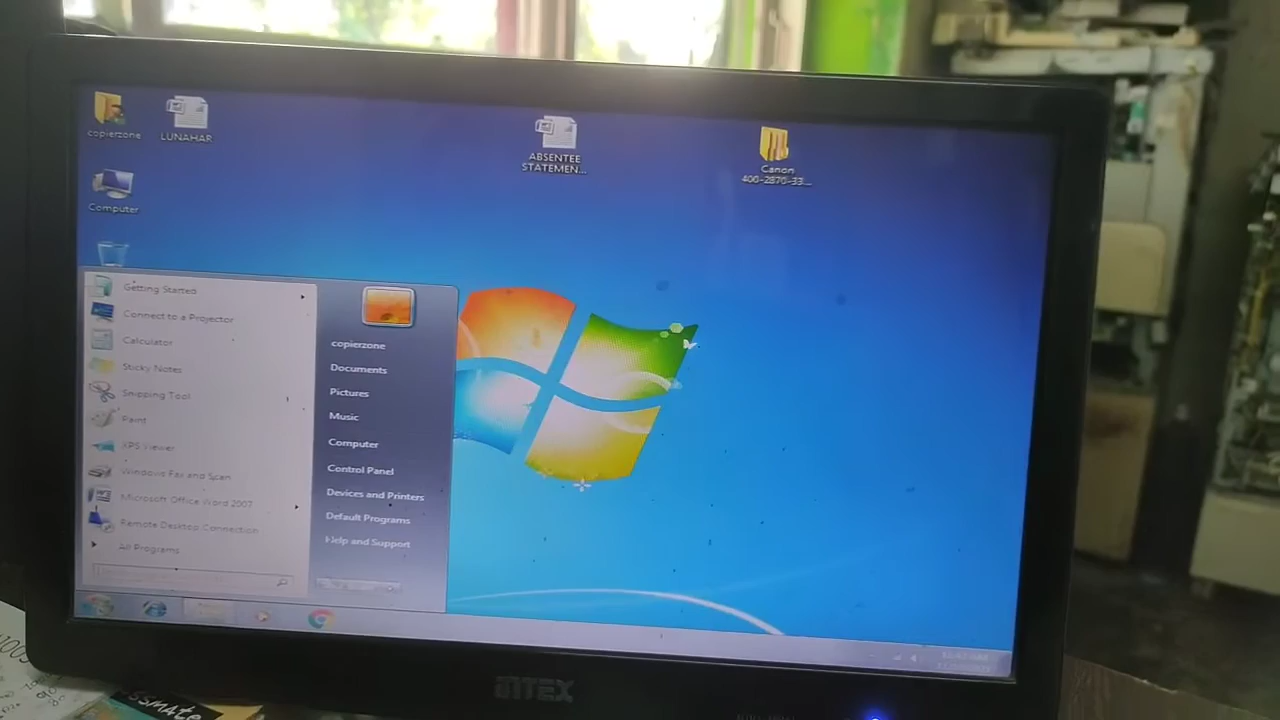 copierzone
LUNAHAR
ABSENTEE
STATEMEN...
Canon
400-2870-33...
Computer
Getting Started
Connect to a Projector
Calculator
Sticky Notes
Snipping Tool
Paint
XPS Viewer
Windows Fax and Scan
Microsoft Office Word 2007
Remote Desktop Connection
All Programs
copierzone
Documents
Pictures
Music
Computer
Control Panel
Devices and Printers
Default Programs
Help and Support
INTEX